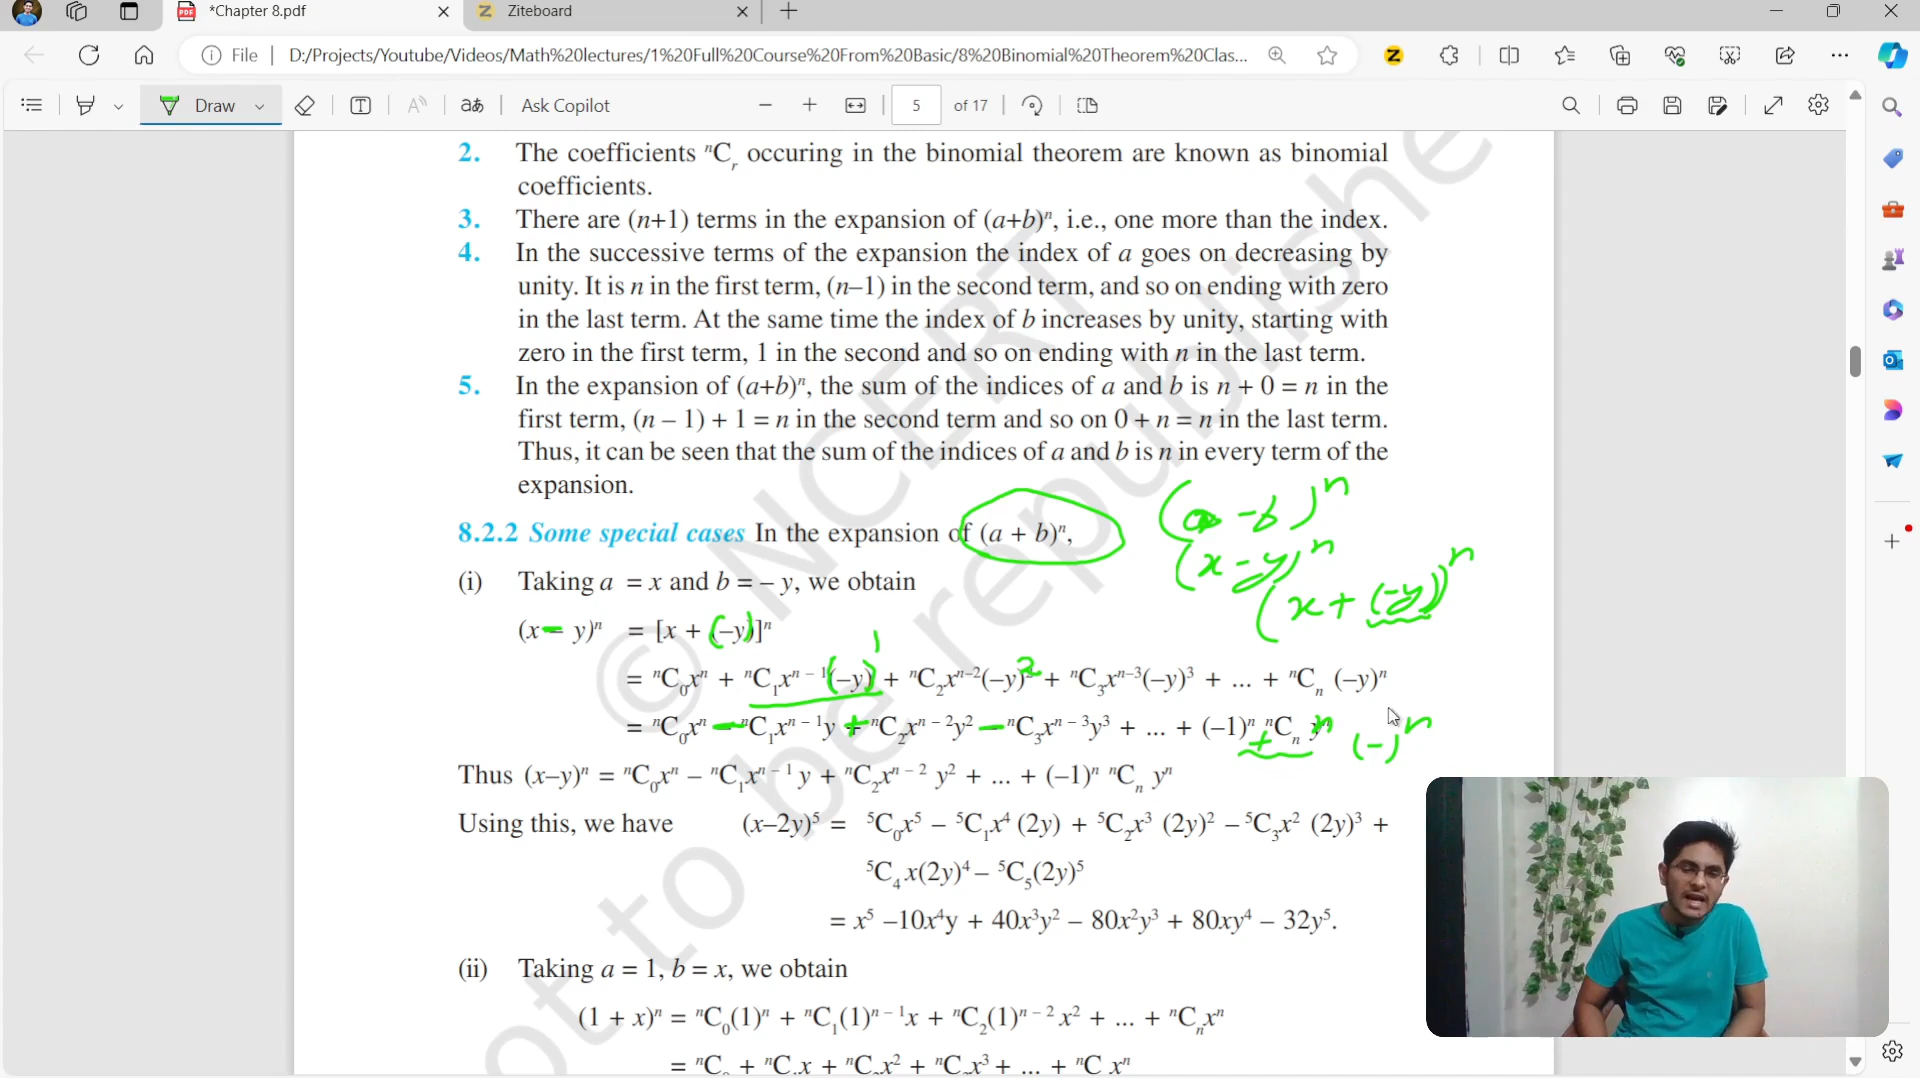 *Chapter 8.pdf
Ziteboard
File
D:/Projects/Youtube/Videos/Math%20lectures/1%20Full%20Course%20From%20Basic/8%20Binomial%20Theorem%20Clas...
Draw
Ask Copilot
5 of 17
2. The coefficients ⁿCᵣ occuring in the binomial theorem are known as binomial
coefficients.
3. There are (n+1) terms in the expansion of (a+b)ⁿ, i.e., one more than the index.
4. In the successive terms of the expansion the index of a goes on decreasing by
unity. It is n in the first term, (n–1) in the second term, and so on ending with zero
in the last term. At the same time the index of b increases by unity, starting with
zero in the first term, 1 in the second and so on ending with n in the last term.
5. In the expansion of (a+b)ⁿ, the sum of the indices of a and b is n + 0 = n in the
first term, (n – 1) + 1 = n in the second term and so on 0 + n = n in the last term.
Thus, it can be seen that the sum of the indices of a and b is n in every term of the
expansion.
(a -b)ⁿ
8.2.2 Some special cases In the expansion of (a + b)ⁿ,
(x -y)ⁿ
(i) Taking a = x and b = – y, we obtain
(x + (-y))ⁿ
(x – y)ⁿ = [x + (–y)]ⁿ
= ⁿC₀xⁿ + ⁿC₁xⁿ ⁻ ¹(–y)¹ + ⁿC₂xⁿ⁻²(–y)² + ⁿC₃xⁿ⁻³(–y)³ + ... + ⁿCₙ (–y)ⁿ
= ⁿC₀xⁿ – ⁿC₁xⁿ ⁻ ¹y + ⁿC₂xⁿ ⁻ ²y² – ⁿC₃xⁿ ⁻ ³y³ + ... + (–1)ⁿ ⁿCₙ yⁿ
+ (-)ⁿ
Thus (x–y)ⁿ = ⁿC₀xⁿ – ⁿC₁xⁿ ⁻ ¹ y + ⁿC₂xⁿ ⁻ ² y² + ... + (–1)ⁿ ⁿCₙ yⁿ
Using this, we have (x–2y)⁵ = ⁵C₀x⁵ – ⁵C₁x⁴ (2y) + ⁵C₂x³ (2y)² – ⁵C₃x² (2y)³ +
⁵C₄ x(2y)⁴ – ⁵C₅(2y)⁵
= x⁵ –10x⁴y + 40x³y² – 80x²y³ + 80xy⁴ – 32y⁵.
(ii) Taking a = 1, b = x, we obtain
(1 + x)ⁿ = ⁿC₀(1)ⁿ + ⁿC₁(1)ⁿ ⁻ ¹x + ⁿC₂(1)ⁿ ⁻ ² x² + ... + ⁿCₙxⁿ
© NCERT
not to be republishe